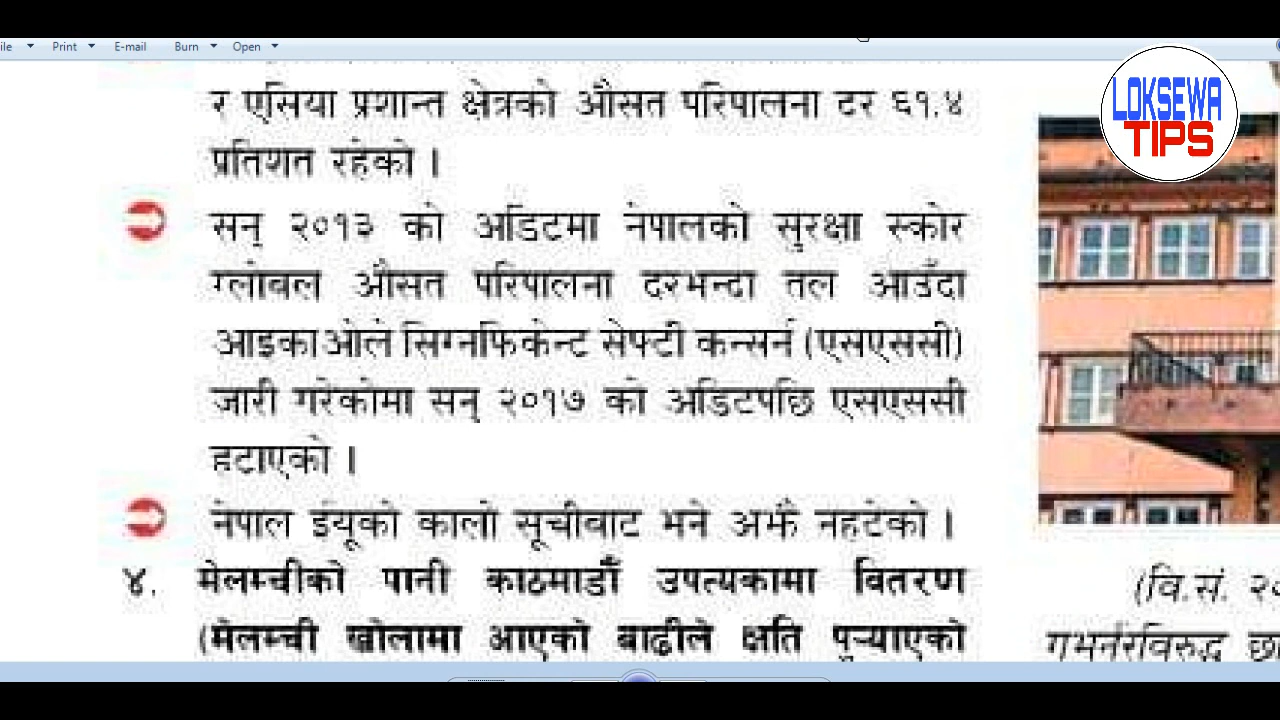 ile Print E-mail Burn Open
LOKSEWA
TIPS
र एसिया प्रशान्त क्षेत्रको औसत परिपालना टर ६१.४
प्रतिशत रहेको ।
सन् २०१३ को अडिटमा नेपालको सुरक्षा स्कोर
ग्लोबल औसत परिपालना दरभन्दा तल आउँदा
आइकाओले सिग्नफिकेन्ट सेफ्टी कन्सर्न (एसएससी)
जारी गरेकोमा सन् २०१७ को अडिटपछि एसएससी
हटाएको ।
नेपाल ईयूको कालो सूचीबाट भने अझै नहटेको ।
४. मेलम्चीको पानी काठमाडौँ उपत्यकामा वितरण
(मेलम्ची खोलामा आएको बाढीले क्षति पुर्‍याएको
(वि.सं.
गभर्नरविरुद्ध